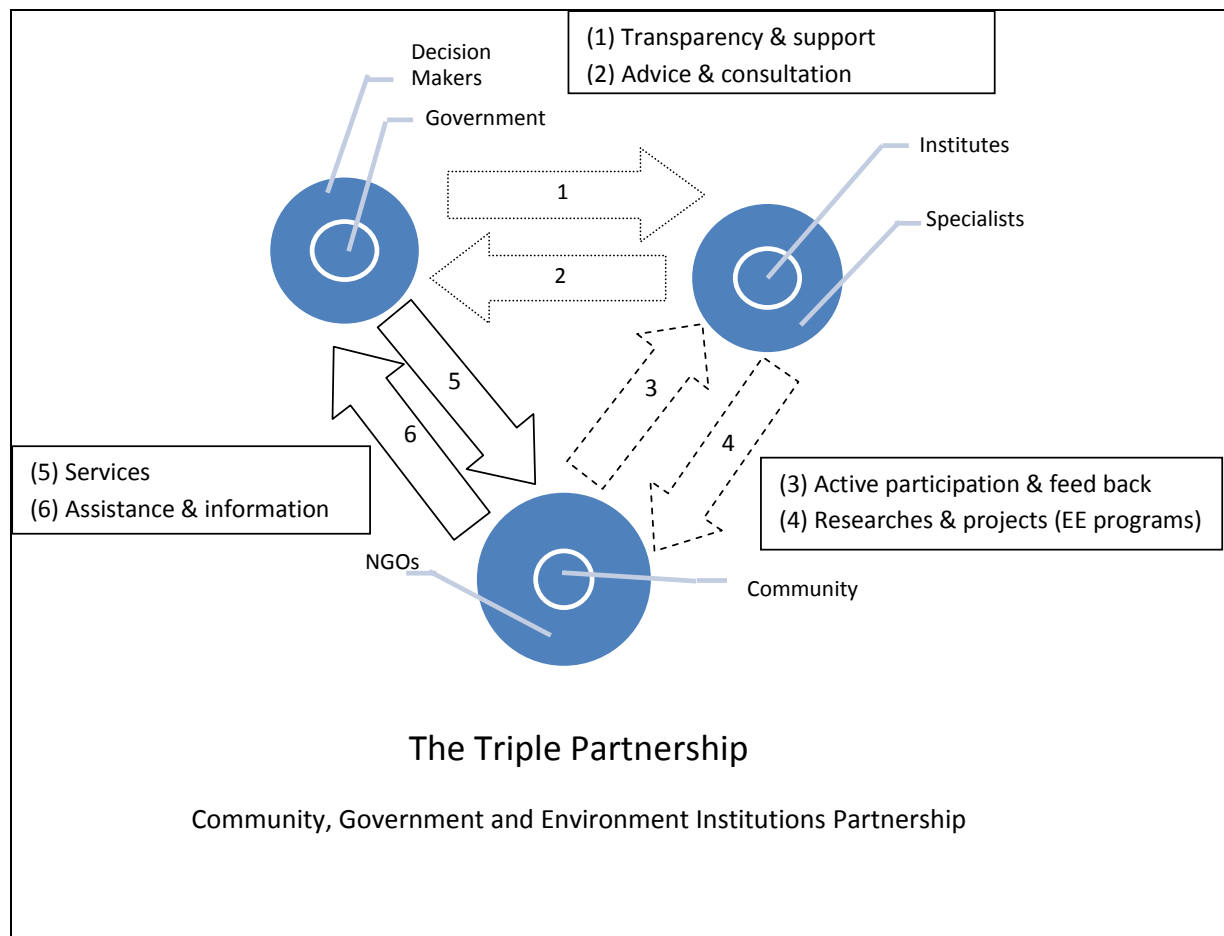 (1) Transparency & support
(2) Advice & consultation
Decision
Makers
Government
Institutes
Specialists
1
2
3
4
5
6
(5) Services
(6) Assistance & information
(3) Active participation & feed back
(4) Researches & projects (EE programs)
NGOs
Community
The Triple Partnership
Community, Government and Environment Institutions Partnership